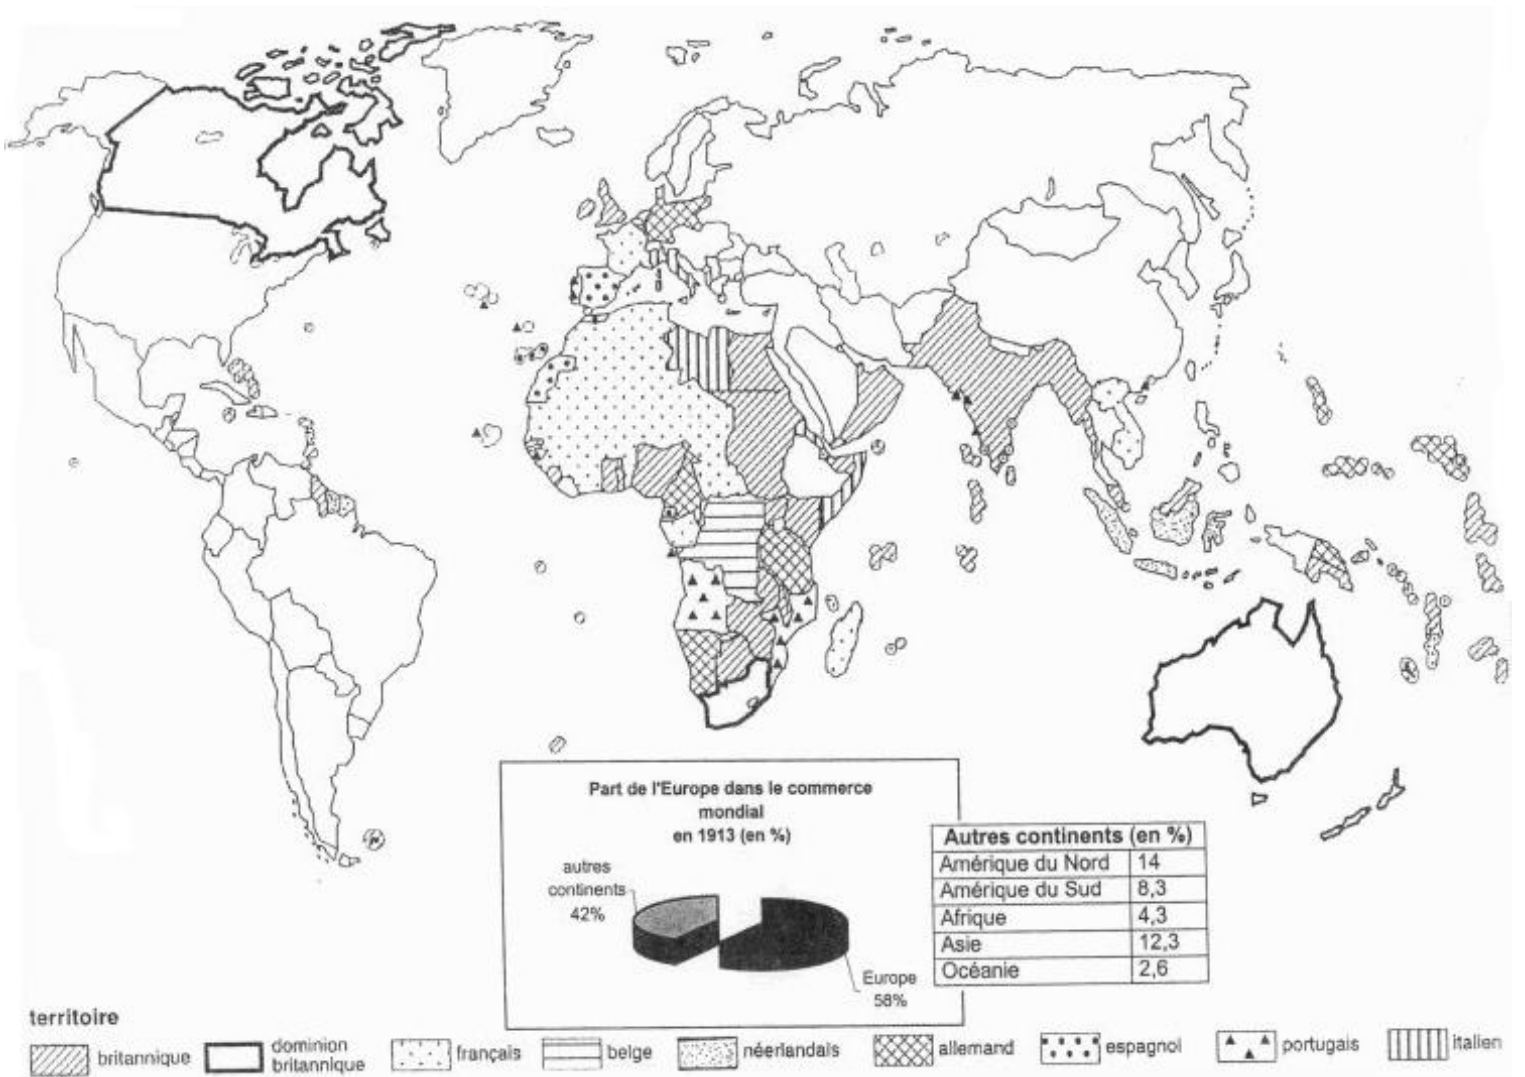 Part de l'Europe dans le commerce
mondial
en 1913 (en %)
autres
continents
42%
Europe
58%
Autres continents (en %)
Amérique du Nord 14
Amérique du Sud 8,3
Afrique 4,3
Asie 12,3
Océanie 2,6
territoire
britannique
dominion
britannique
français
belge
néerlandais
allemand
espagnol
portugais
italien